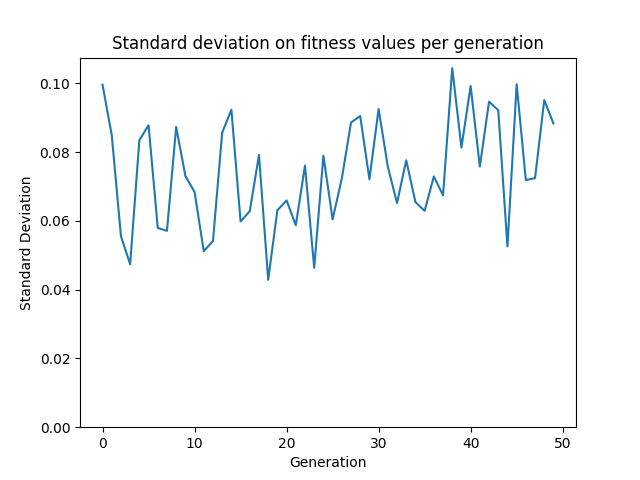 Standard deviation on fitness values per generation
0.10
0.08
0.06
0.04
0.02
0.00
Standard Deviation
0 10 20 30 40 50
Generation